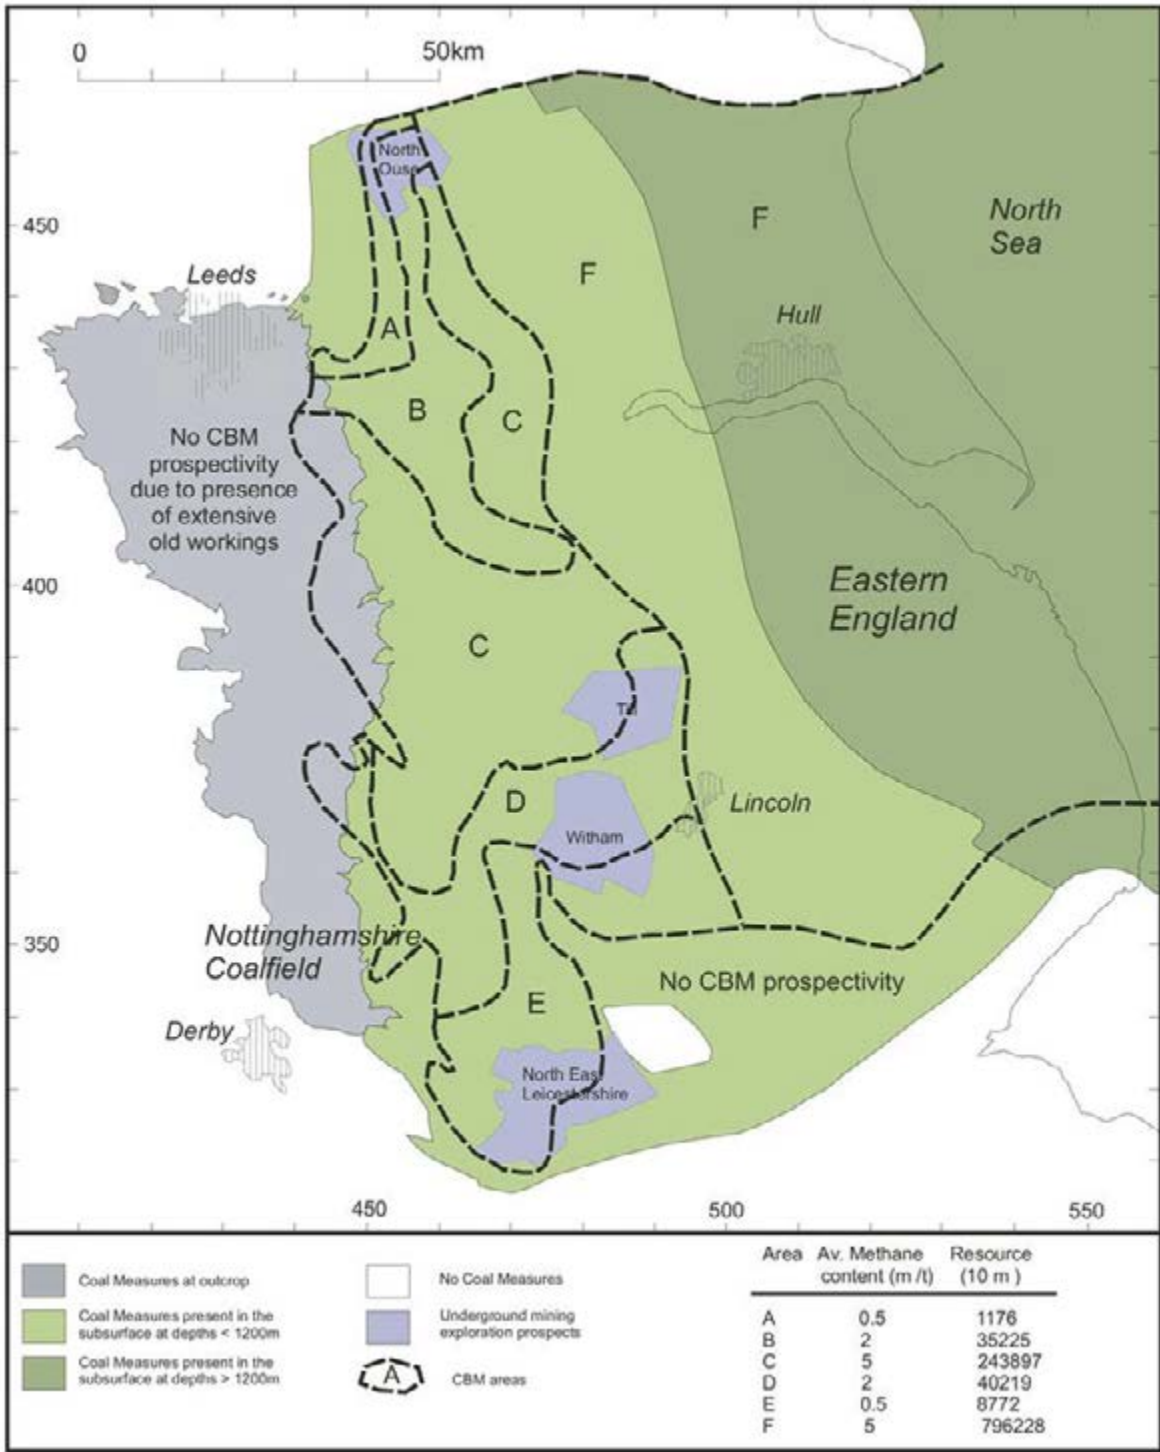 0 50km
North
Ouse
450
North
Sea
F
F
Leeds
Hull
A
B
C
No CBM
prospectivity
due to presence
of extensive
old workings
400
Eastern
England
C
Till
D
Lincoln
Witham
350
Nottinghamshire
Coalfield
No CBM prospectivity
E
Derby
North East
Leicestershire
450 500 550
Coal Measures at outcrop
Coal Measures present in the
subsurface at depths < 1200m
Coal Measures present in the
subsurface at depths > 1200m
No Coal Measures
Underground mining
exploration prospects
A
CBM areas
Area Av. Methane Resource
content (m /t) (10 m )
A 0.5 1176
B 2 35225
C 5 243897
D 2 40219
E 0.5 8772
F 5 796228